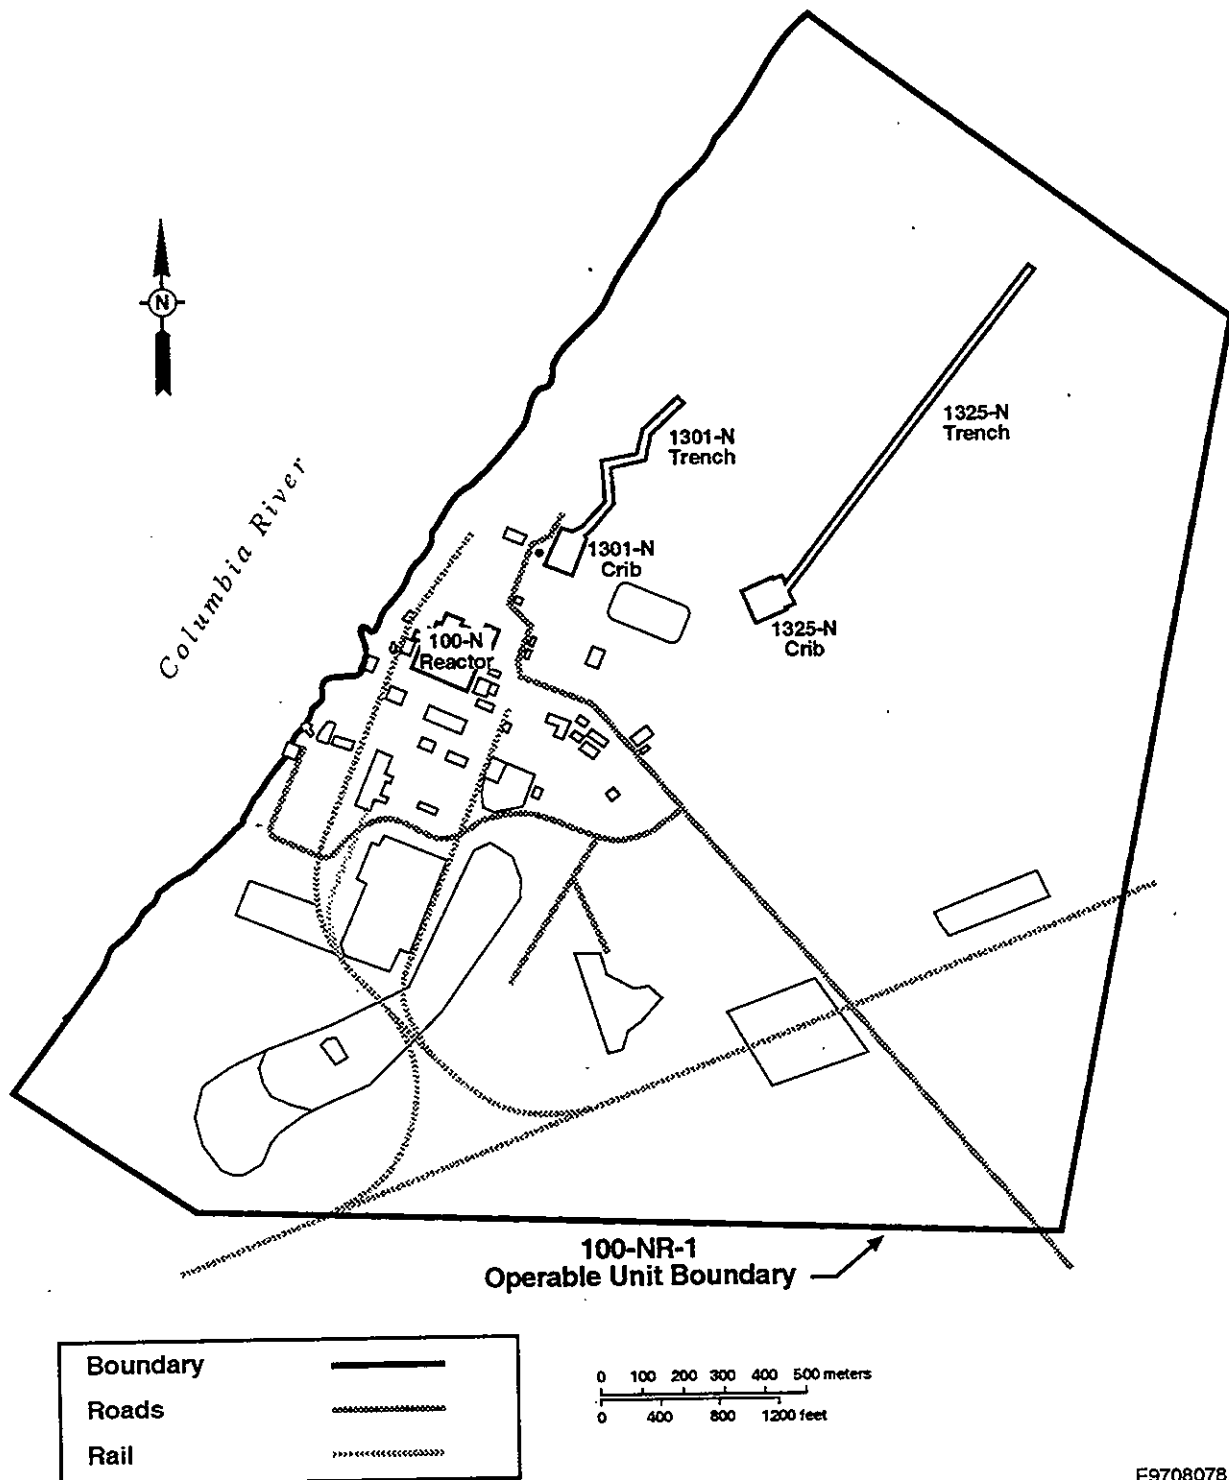 N
Columbia River
1301-N
Trench
1325-N
Trench
1301-N
Crib
1325-N
Crib
100-N
Reactor
100-NR-1
Operable Unit Boundary
Boundary
Roads
Rail
0 100 200 300 400 500 meters
0 400 800 1200 feet
E9708078